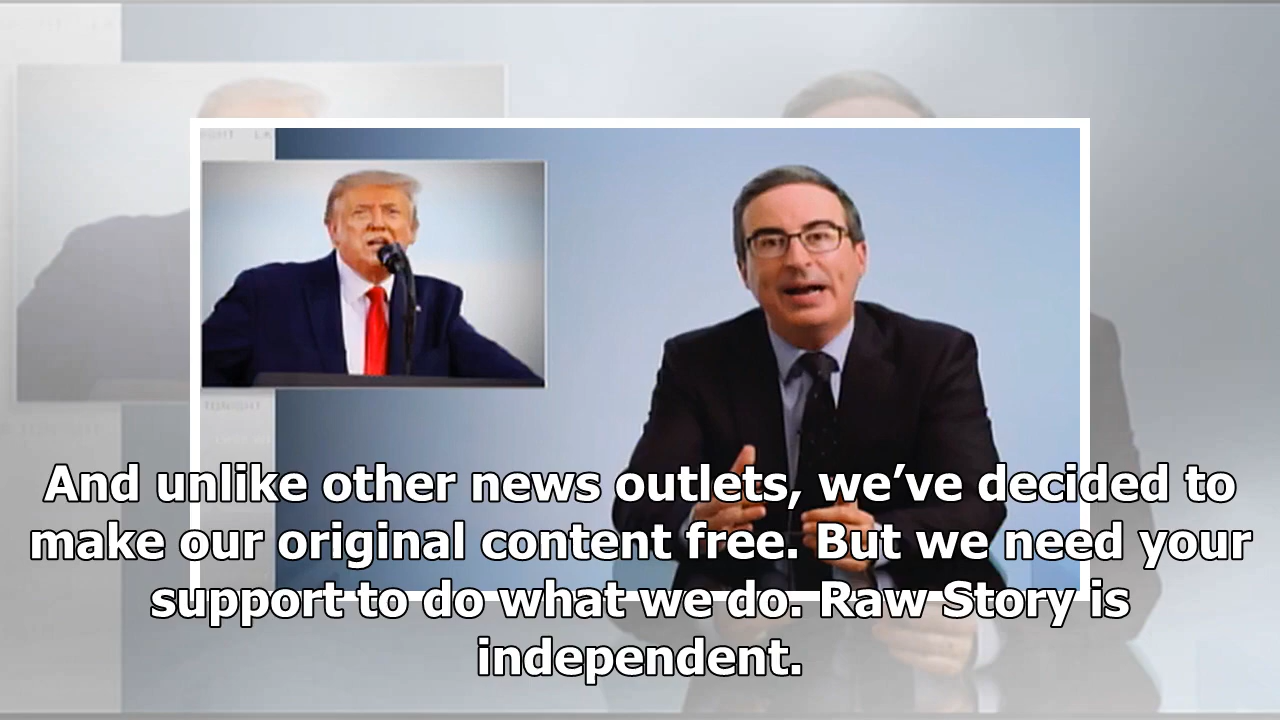 And unlike other news outlets, we’ve decided to
make our original content free. But we need your
support to do what we do. Raw Story is
independent.